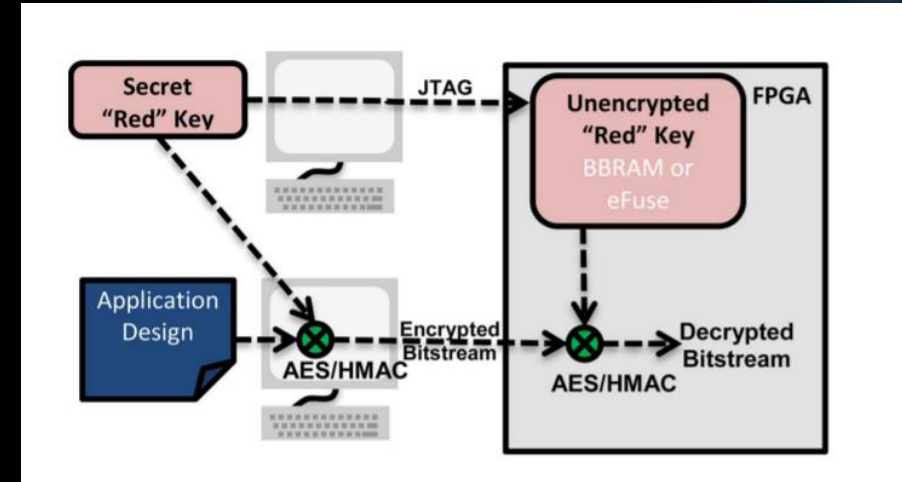 Secret
“Red” Key
JTAG
Unencrypted
“Red” Key
BBRAM or
eFuse
FPGA
Application
Design
AES/HMAC
Encrypted
Bitstream
AES/HMAC
Decrypted
Bitstream